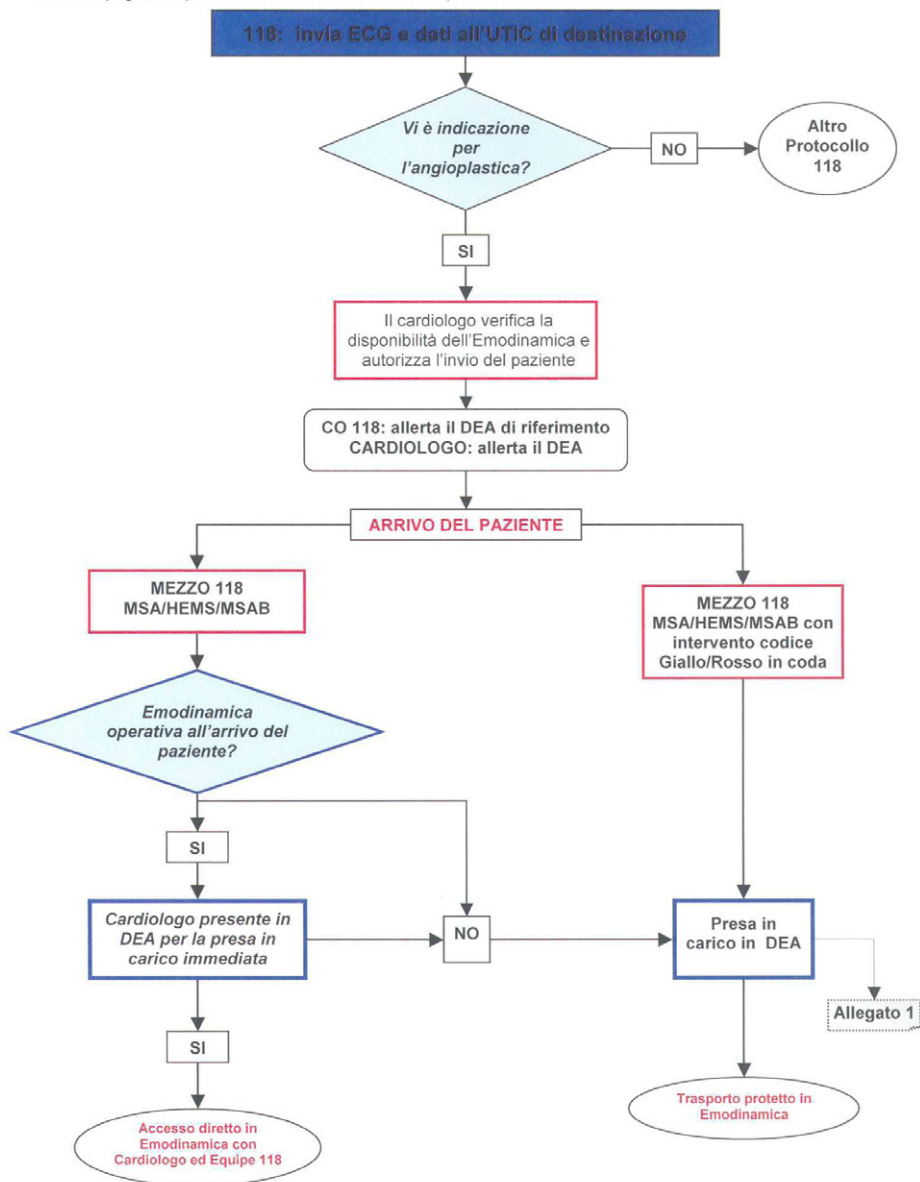 118: invia ECG e dati all'UTIC di destinazione
Vi è indicazione
per
l'angioplastica?
NO
Altro
Protocollo
118
SI
Il cardiologo verifica la
disponibilità dell'Emodinamica e
autorizza l'invio del paziente
CO 118: allerta il DEA di riferimento
CARDIOLOGO: allerta il DEA
ARRIVO DEL PAZIENTE
MEZZO 118
MSA/HEMS/MSAB
MEZZO 118
MSA/HEMS/MSAB con
intervento codice
Giallo/Rosso in coda
Emodinamica
operativa all'arrivo del
paziente?
SI
Cardiologo presente in
DEA per la presa in
carico immediata
NO
Presa in
carico in DEA
Allegato 1
SI
Accesso diretto in
Emodinamica con
Cardiologo ed Equipe 118
Trasporto protetto in
Emodinamica